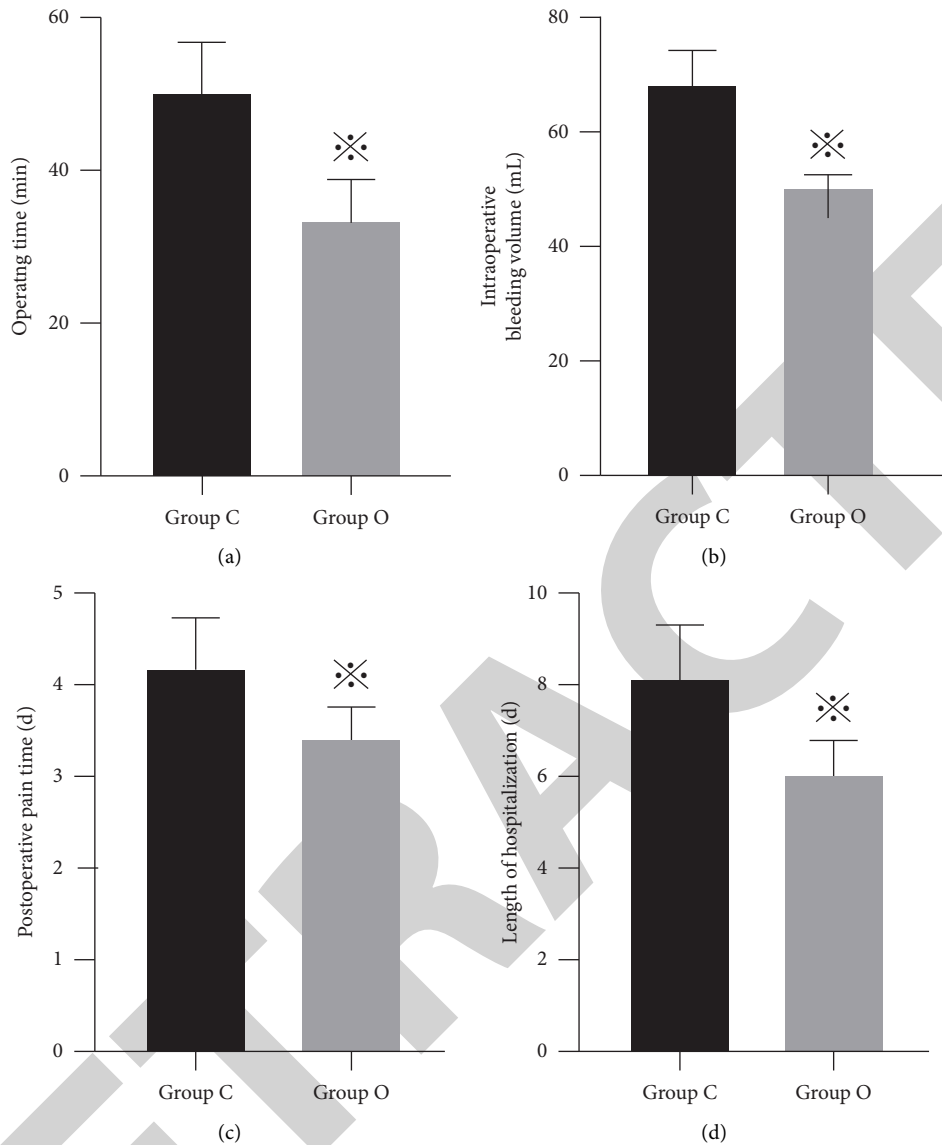 60
40
20
0
Operatng time (min)
※
Group C
Group O
(a)
80
60
40
20
0
Intraoperative
bleeding volume (mL)
※
Group C
Group O
(b)
5
4
3
2
1
0
Postoperative pain time (d)
※
Group C
Group O
(c)
10
8
6
4
2
0
Length of hospitalization (d)
※
Group C
Group O
(d)